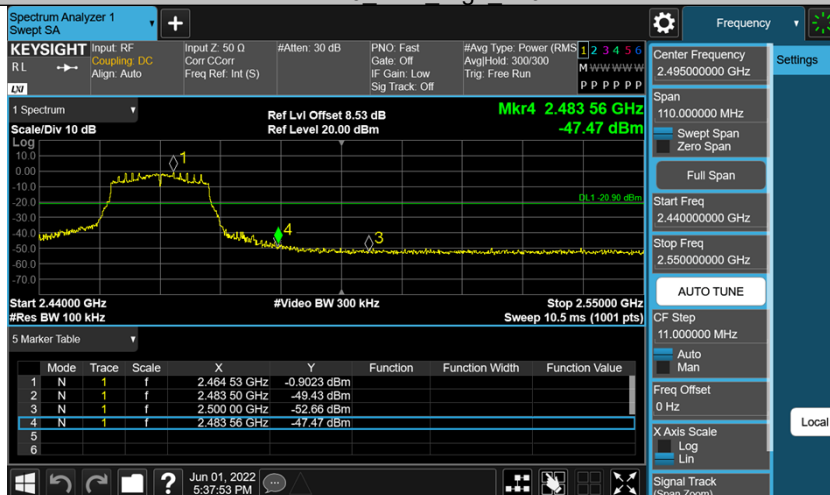 Spectrum Analyzer 1
Swept SA
Frequency
KEYSIGHT
Input: RF
Input Z: 50 Ω
#Atten: 30 dB
PNO: Fast
#Avg Type: Power (RMS
1 2 3 4 5 6
R L
Coupling: DC
Corr CCorr
Gate: Off
Avg|Hold: 300/300
M W W W W W
Align: Auto
Freq Ref: Int (S)
IF Gain: Low
Trig: Free Run
Sig Track: Off
P P P P P P
LXI
1 Spectrum
Ref Lvl Offset 8.53 dB
Mkr4 2.483 56 GHz
Scale/Div 10 dB
Ref Level 20.00 dBm
-47.47 dBm
Log
10.0
0.00
-10.0
-20.0
-30.0
-40.0
-50.0
-60.0
-70.0
1
4
3
DL1 -20.90 dBm
Start 2.44000 GHz
#Video BW 300 kHz
Stop 2.55000 GHz
#Res BW 100 kHz
Sweep 10.5 ms (1001 pts)
5 Marker Table
Mode Trace Scale X Y Function Function Width Function Value
1 N 1 f 2.464 53 GHz -0.9023 dBm
2 N 1 f 2.483 50 GHz -49.43 dBm
3 N 1 f 2.500 00 GHz -52.66 dBm
4 N 1 f 2.483 56 GHz -47.47 dBm
5
6
?
Jun 01, 2022
5:37:53 PM
Center Frequency
2.495000000 GHz
Settings
Span
110.000000 MHz
Swept Span
Zero Span
Full Span
Start Freq
2.440000000 GHz
Stop Freq
2.550000000 GHz
AUTO TUNE
CF Step
11.000000 MHz
Auto
Man
Freq Offset
0 Hz
X Axis Scale
Log
Lin
Local
Signal Track
(Span Zoom)